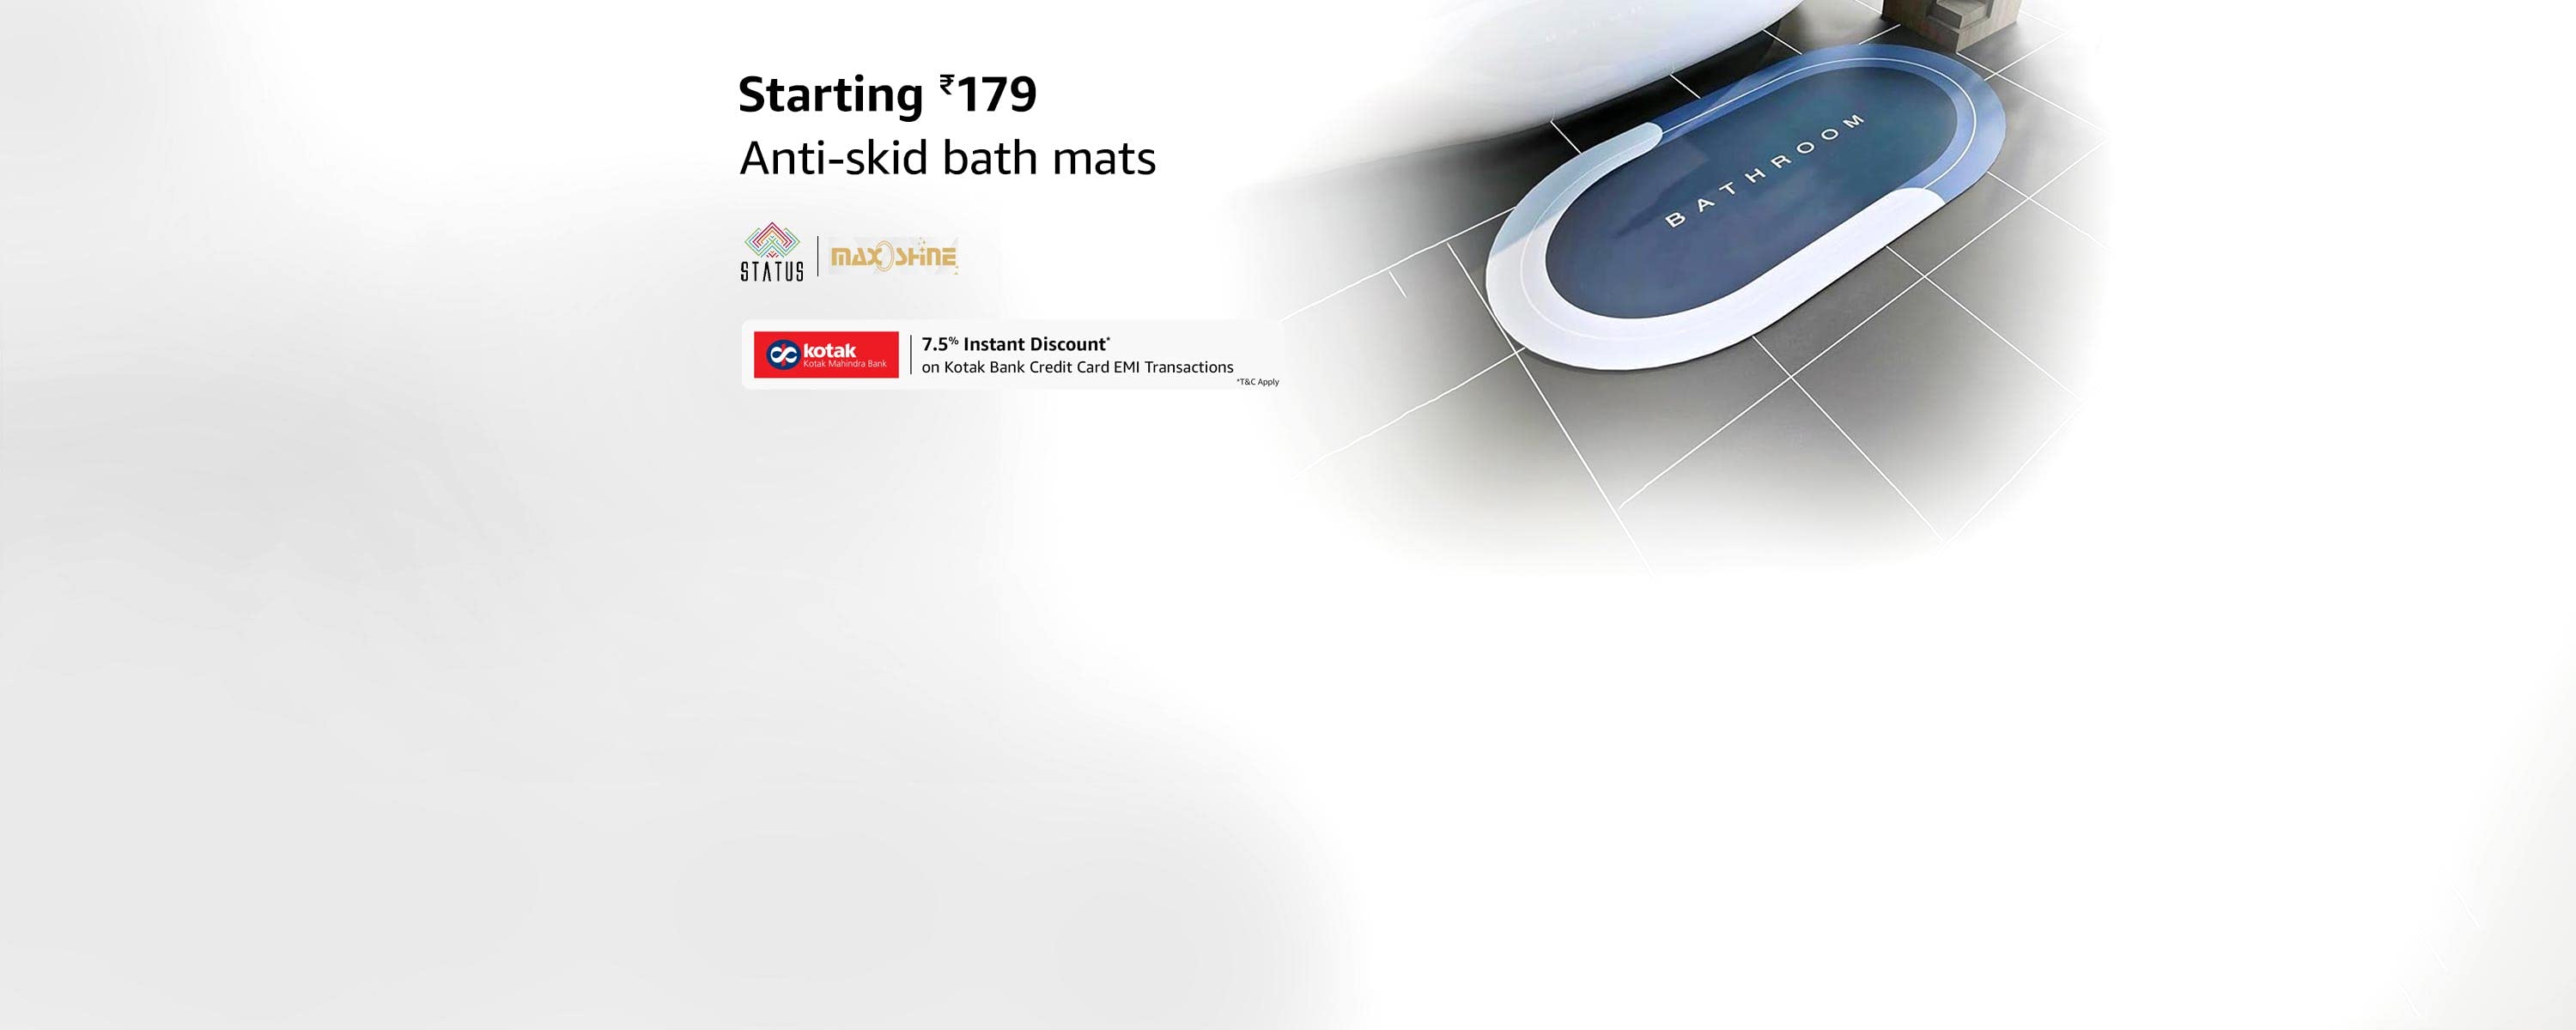 Starting ₹179
Anti-skid bath mats
STATUS
MAXOSHINE
kotak
Kotak Mahindra Bank
7.5% Instant Discount*
on Kotak Bank Credit Card EMI Transactions
*T&C Apply
BATHROOM